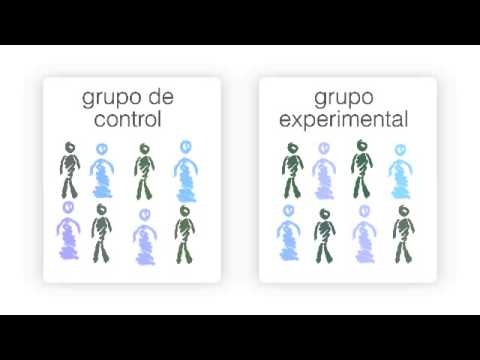 grupo de
control
grupo
experimental